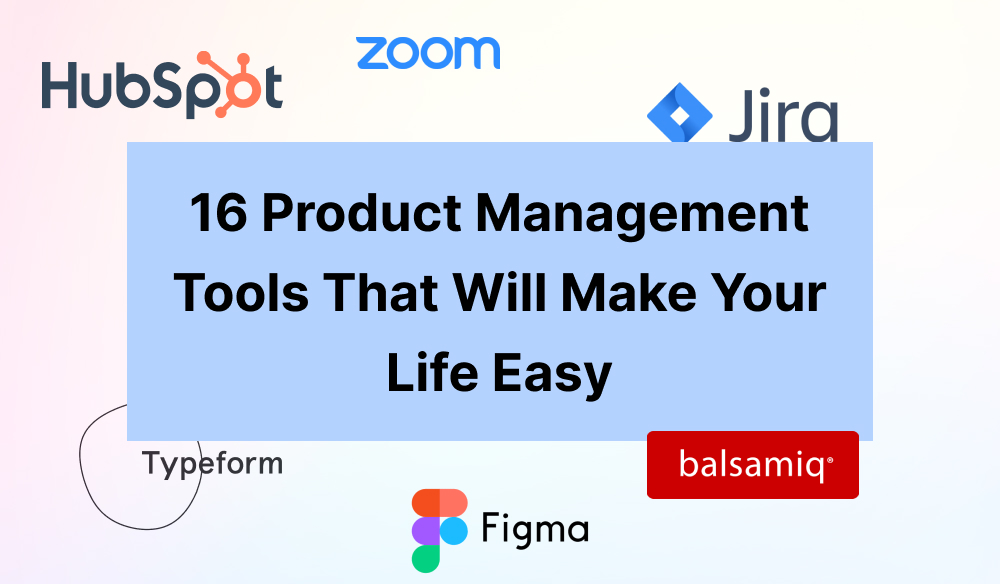 HubSpot
zoom
Jira
16 Product Management
Tools That Will Make Your
Life Easy
Typeform
balsamiq®
Figma